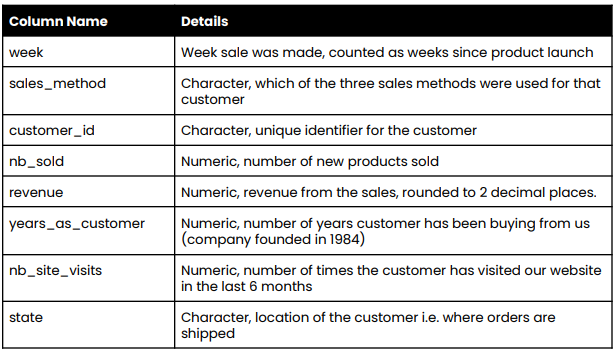 Column Name Details
week Week sale was made, counted as weeks since product launch
sales_method Character, which of the three sales methods were used for that
customer
customer_id Character, unique identifier for the customer
nb_sold Numeric, number of new products sold
revenue Numeric, revenue from the sales, rounded to 2 decimal places.
years_as_customer Numeric, number of years customer has been buying from us
(company founded in 1984)
nb_site_visits Numeric, number of times the customer has visited our website
in the last 6 months
state Character, location of the customer i.e. where orders are
shipped